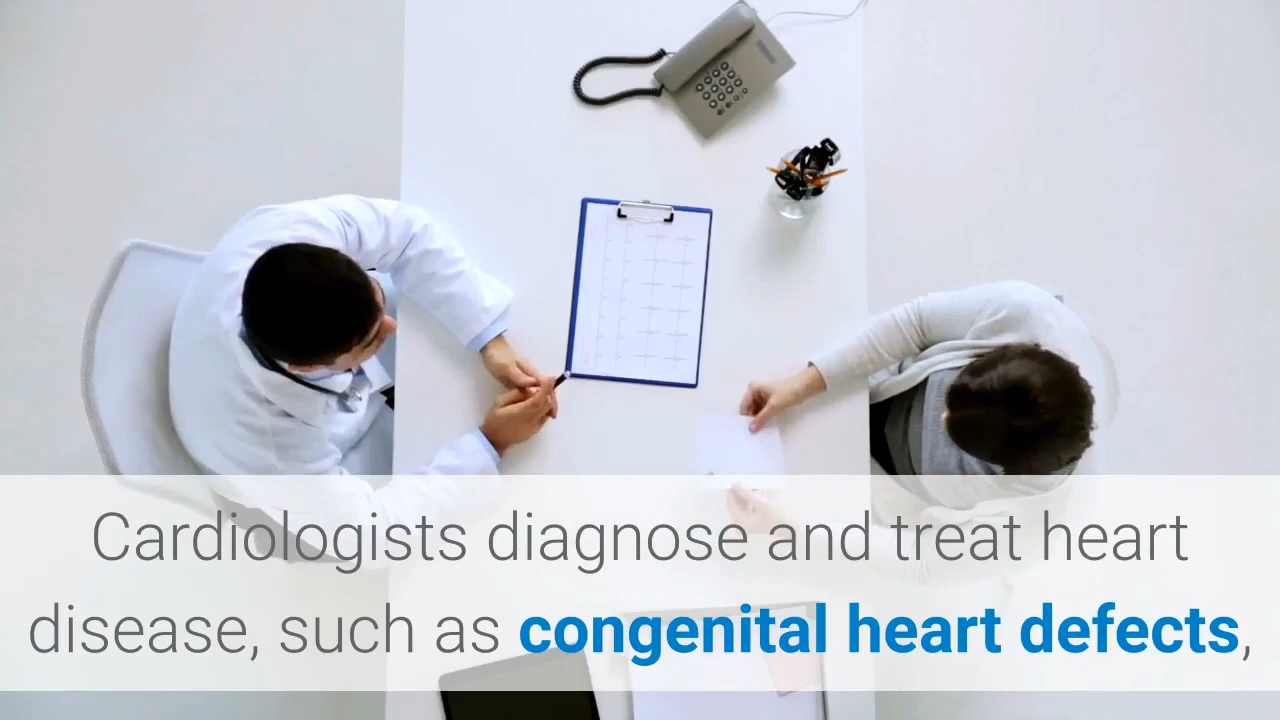 Cardiologists diagnose and treat heart
disease, such as congenital heart defects,